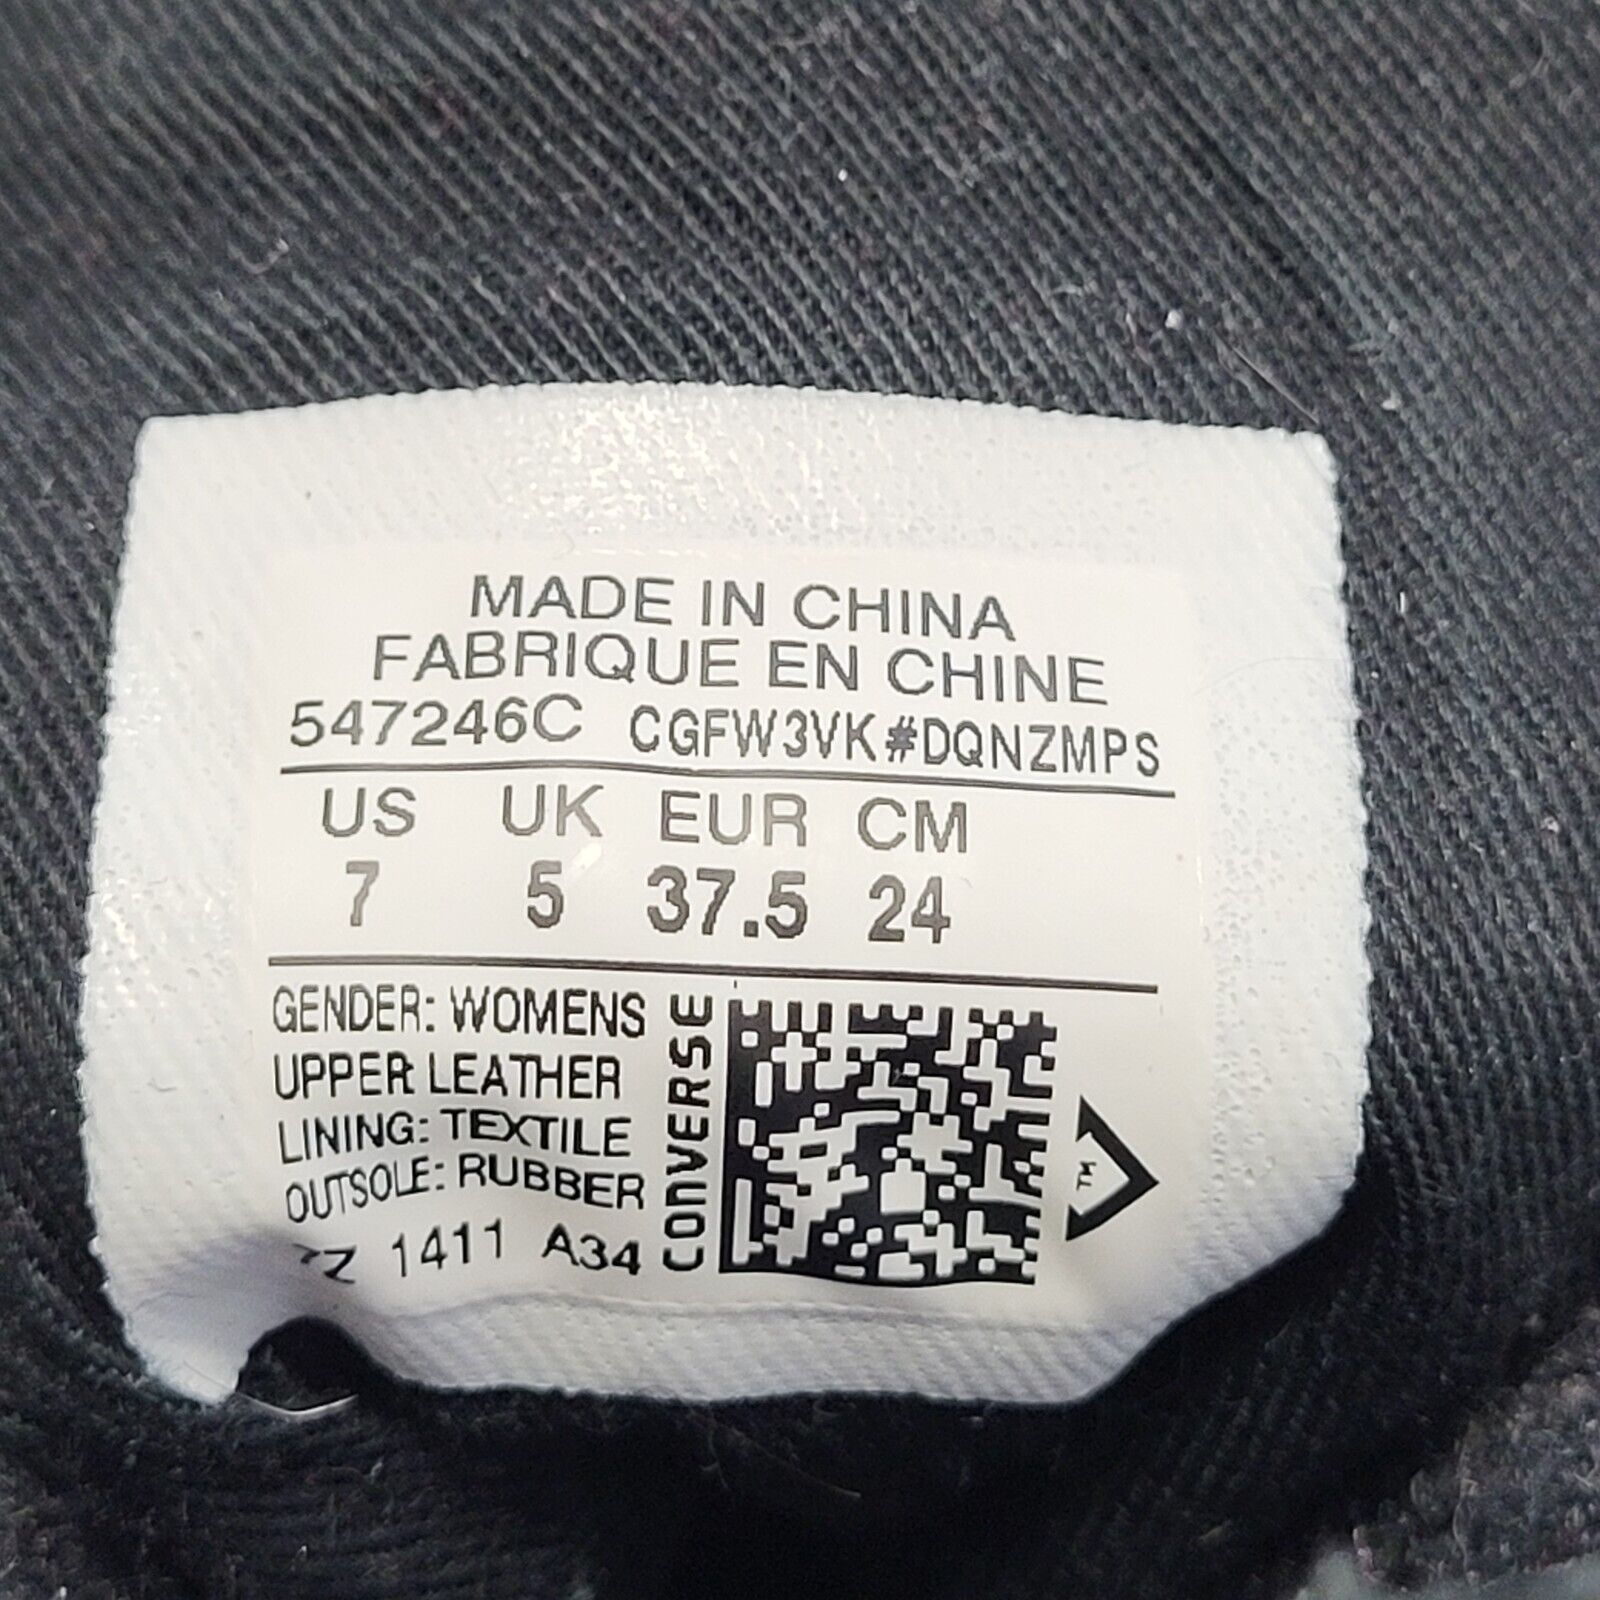 MADE IN CHINA
FABRIQUE EN CHINE
547246C CGFW3VK#DQNZMPS
US UK EUR CM
7 5 37.5 24
GENDER: WOMENS
UPPER: LEATHER
LINING: TEXTILE
OUTSOLE: RUBBER
1411 A34
CONVERSE
TM